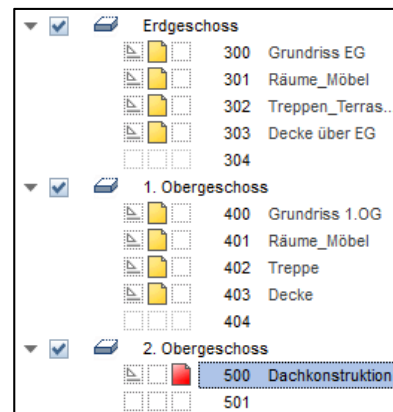 Erdgeschoss
300 Grundriss EG
301 Räume_Möbel
302 Treppen_Terras..
303 Decke über EG
304
1. Obergeschoss
400 Grundriss 1.OG
401 Räume_Möbel
402 Treppe
403 Decke
404
2. Obergeschoss
500 Dachkonstruktion
501